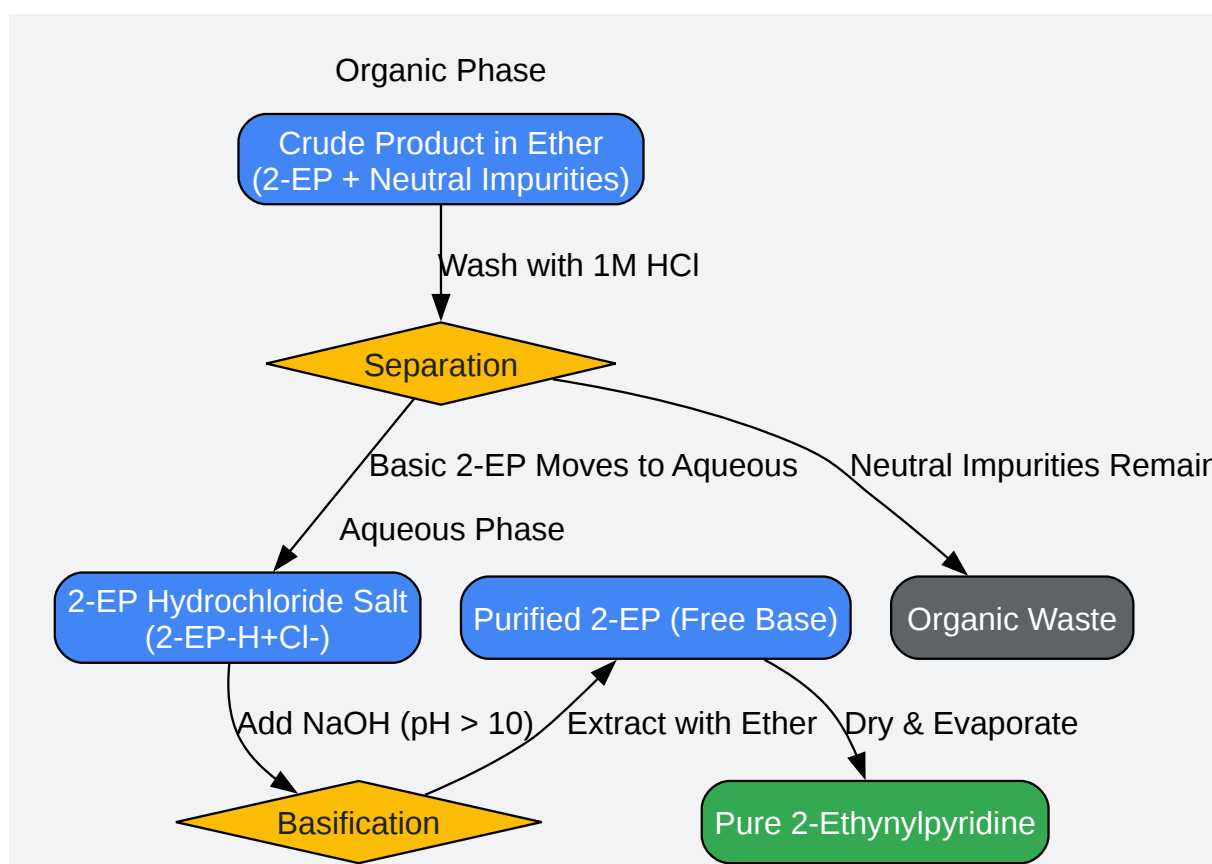 Organic Phase
Crude Product in Ether
(2-EP + Neutral Impurities)
Wash with 1M HCl
Separation
Basic 2-EP Moves to Aqueous
Neutral Impurities Remain
Aqueous Phase
2-EP Hydrochloride Salt
(2-EP-H+Cl-)
Purified 2-EP (Free Base)
Organic Waste
Add NaOH (pH > 10)
Extract with Ether
Dry & Evaporate
Basification
Pure 2-Ethynylpyridine